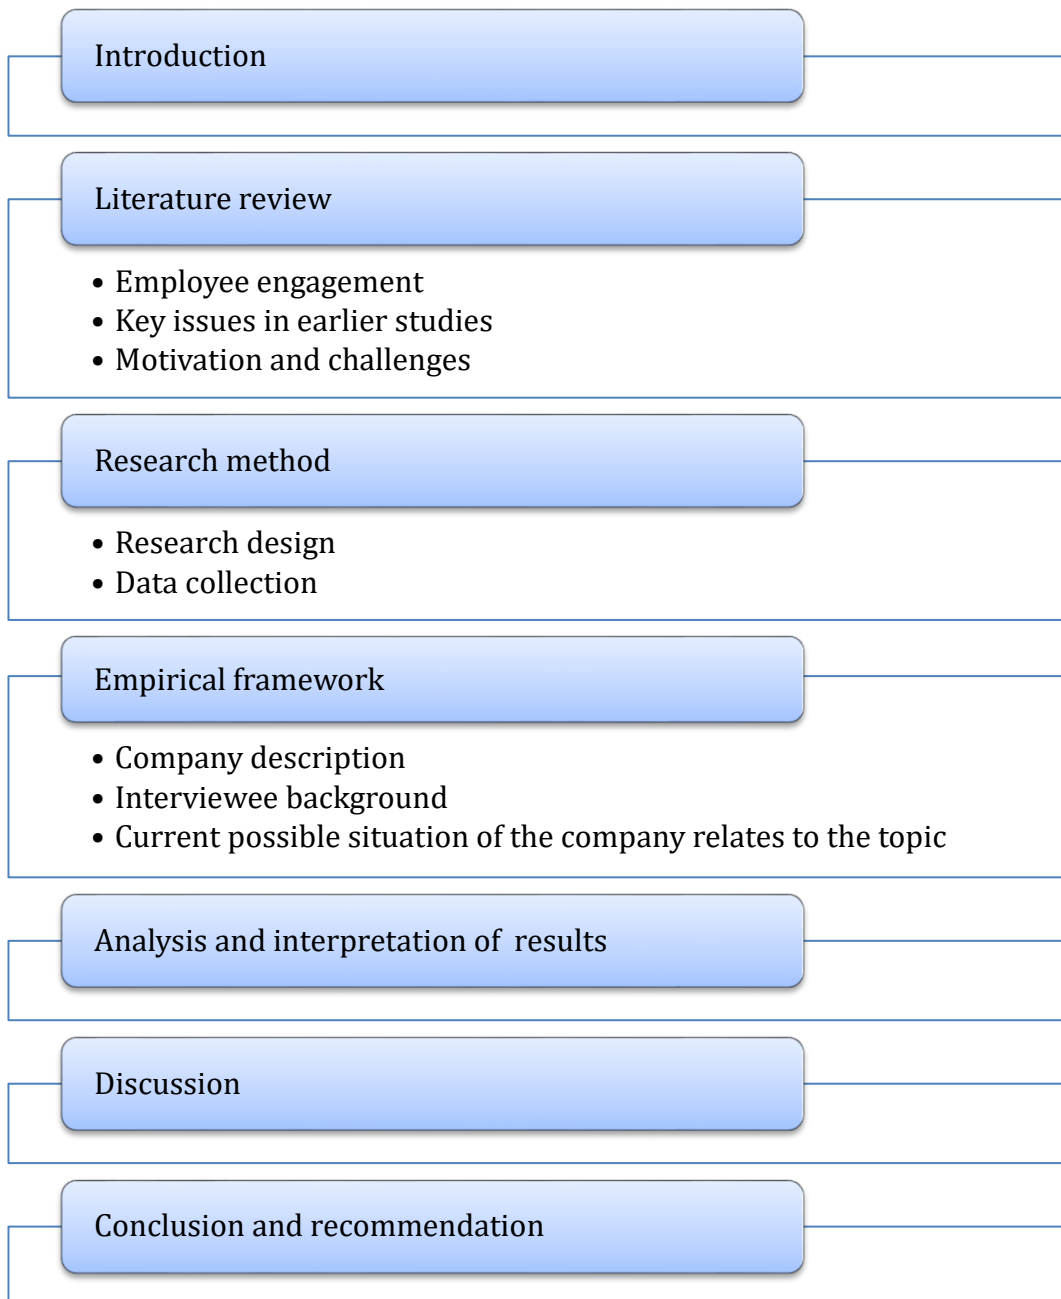 Introduction
Literature review
• Employee engagement
• Key issues in earlier studies
• Motivation and challenges
Research method
• Research design
• Data collection
Empirical framework
• Company description
• Interviewee background
• Current possible situation of the company relates to the topic
Analysis and interpretation of  results
Discussion
Conclusion and recommendation